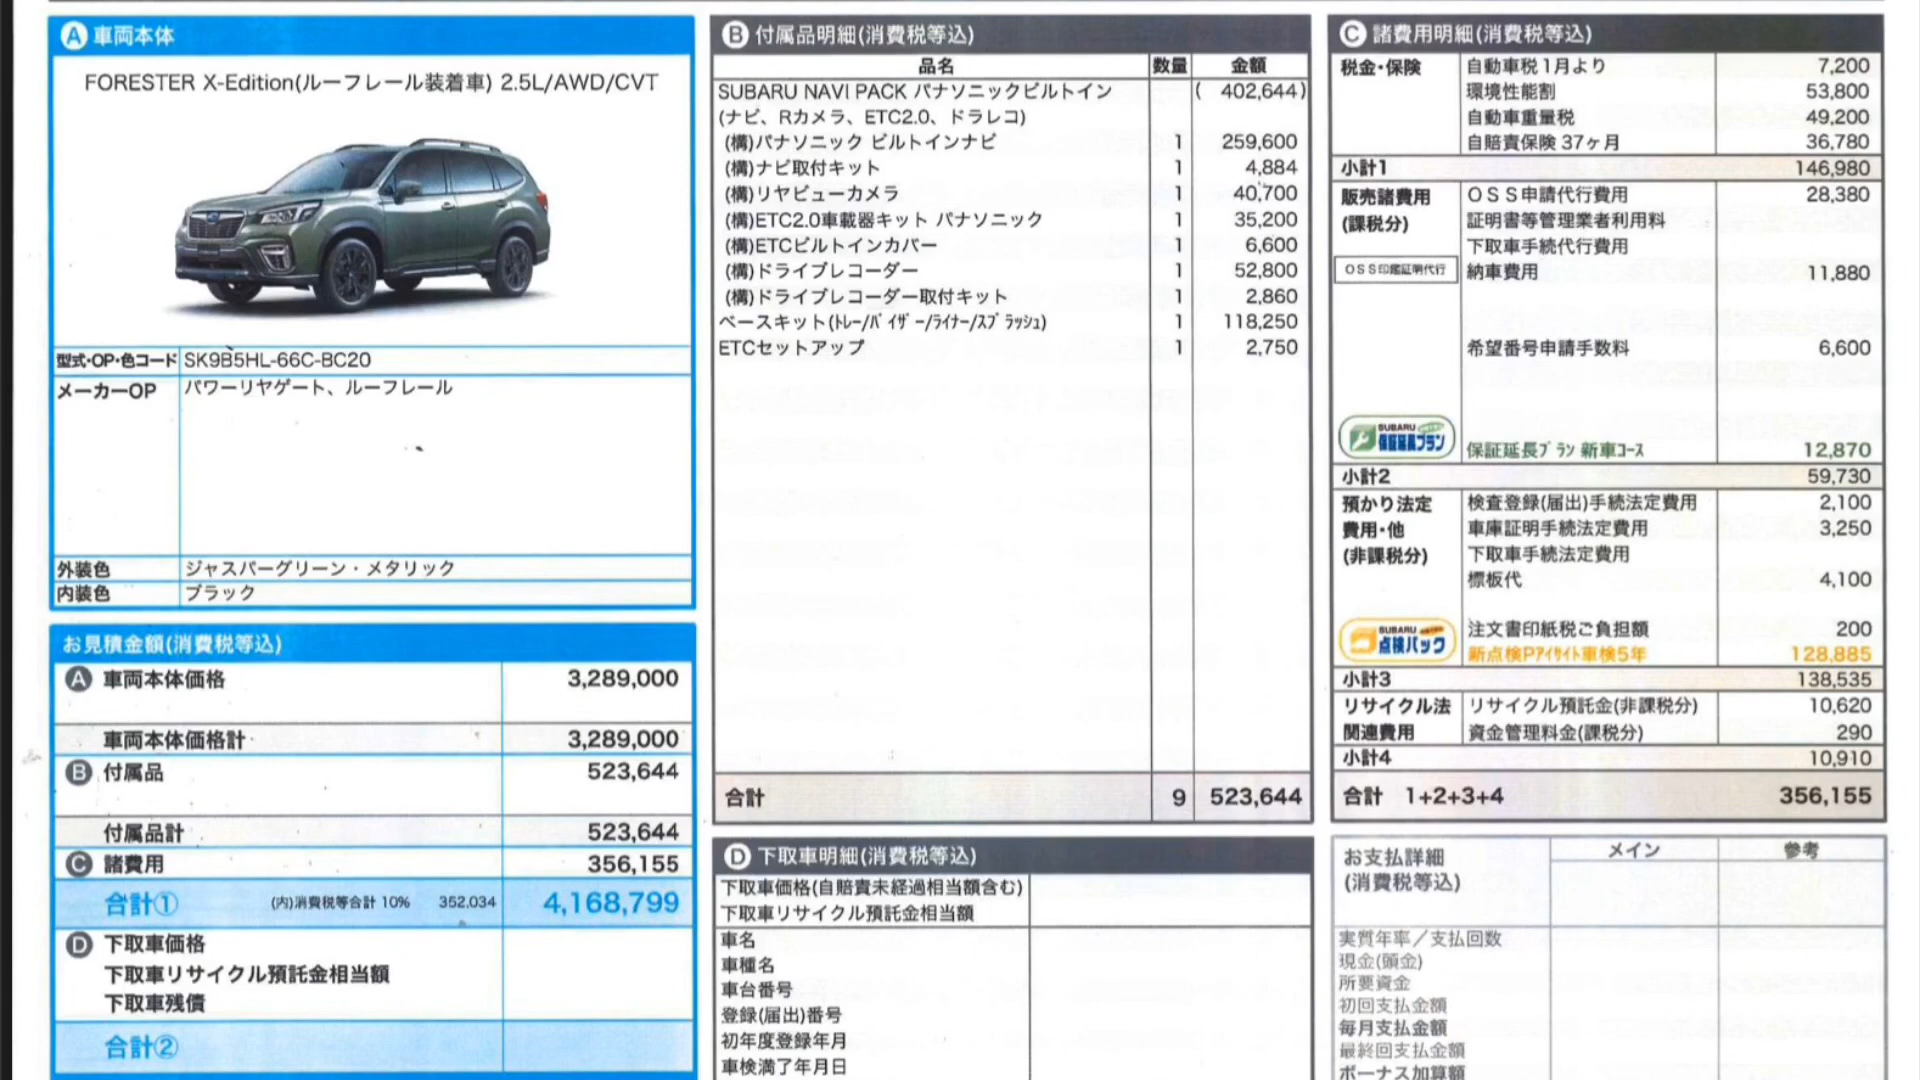 A 車両本体
FORESTER X-Edition(ルーフレール装着車) 2.5L/AWD/CVT
型式・OP・色コード SK9B5HL-66C-BC20
メーカーOP パワーリヤゲート、ルーフレール
外装色 ジャスパーグリーン・メタリック
内装色 ブラック
お見積金額(消費税等込)
A 車両本体価格 3,289,000
車両本体価格計 3,289,000
B 付属品 523,644
付属品計 523,644
C 諸費用 356,155
合計① (内)消費税等合計 10% 352,034 4,168,799
D 下取車価格
下取車リサイクル預託金相当額
下取車残債
合計②
B 付属品明細(消費税等込)
品名 数量 金額
SUBARU NAVI PACK パナソニックビルトイン ( 402,644)
(ナビ、Rカメラ、ETC2.0、ドラレコ)
(構)パナソニック ビルトインナビ 1 259,600
(構)ナビ取付キット 1 4,884
(構)リヤビューカメラ 1 40,700
(構)ETC2.0車載器キット パナソニック 1 35,200
(構)ETCビルトインカバー 1 6,600
(構)ドライブレコーダー 1 52,800
(構)ドライブレコーダー取付キット 1 2,860
ベースキット(ﾄﾚｰ/ﾊﾞｲｻﾞｰ/ﾗｲﾅｰ/ｽﾌﾟﾗｯｼｭ) 1 118,250
ETCセットアップ 1 2,750
合計 9 523,644
D 下取車明細(消費税等込)
下取車価格(自賠責未経過相当額含む)
下取車リサイクル預託金相当額
車名
車種名
車台番号
登録(届出)番号
初年度登録年月
車検満了年月日
C 諸費用明細(消費税等込)
税金・保険 自動車税 1月より 7,200
環境性能割 53,800
自動車重量税 49,200
自賠責保険 37ヶ月 36,780
小計1 146,980
販売諸費用 OSS申請代行費用 28,380
(課税分) 証明書等管理業者利用料
下取車手続代行費用
OSS印鑑証明代行 納車費用 11,880
希望番号申請手数料 6,600
SUBARU
保証延長プラン 保証延長ﾌﾟﾗﾝ 新車ｺｰｽ 12,870
小計2 59,730
預かり法定 検査登録(届出)手続法定費用 2,100
費用・他 車庫証明手続法定費用 3,250
(非課税分) 下取車手続法定費用
標板代 4,100
注文書印紙税ご負担額 200
SUBARU
点検パック 新点検Pｱｲｻｲﾄ車検5年 128,885
小計3 138,535
リサイクル法 リサイクル預託金(非課税分) 10,620
関連費用 資金管理料金(課税分) 290
小計4 10,910
合計 1+2+3+4 356,155
お支払詳細 メイン 参考
(消費税等込)
実質年率／支払回数
現金(頭金)
所要資金
初回支払金額
毎月支払金額
最終回支払金額
ボーナス加算額